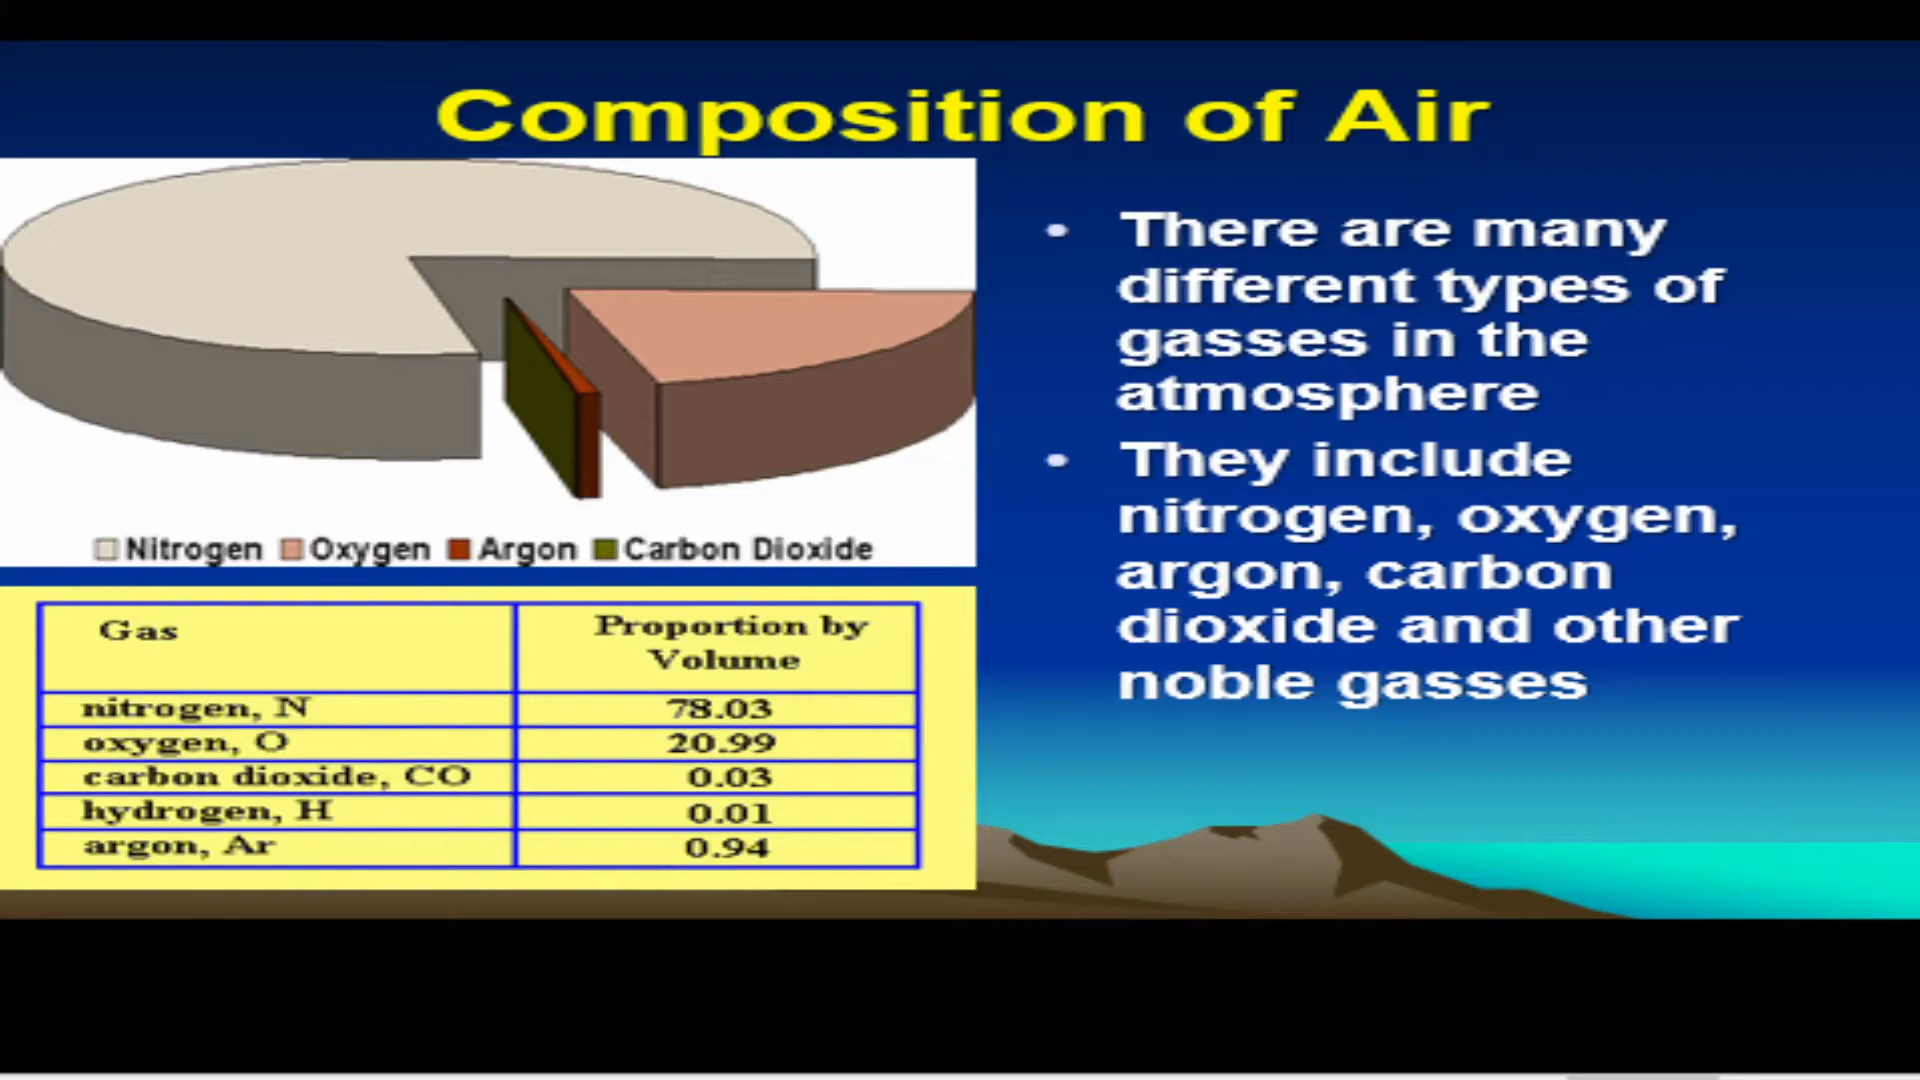 Composition of Air
Nitrogen Oxygen Argon Carbon Dioxide
Gas Proportion by
Volume
nitrogen, N 78.03
oxygen, O 20.99
carbon dioxide, CO 0.03
hydrogen, H 0.01
argon, Ar 0.94
• There are many
different types of
gasses in the
atmosphere
• They include
nitrogen, oxygen,
argon, carbon
dioxide and other
noble gasses